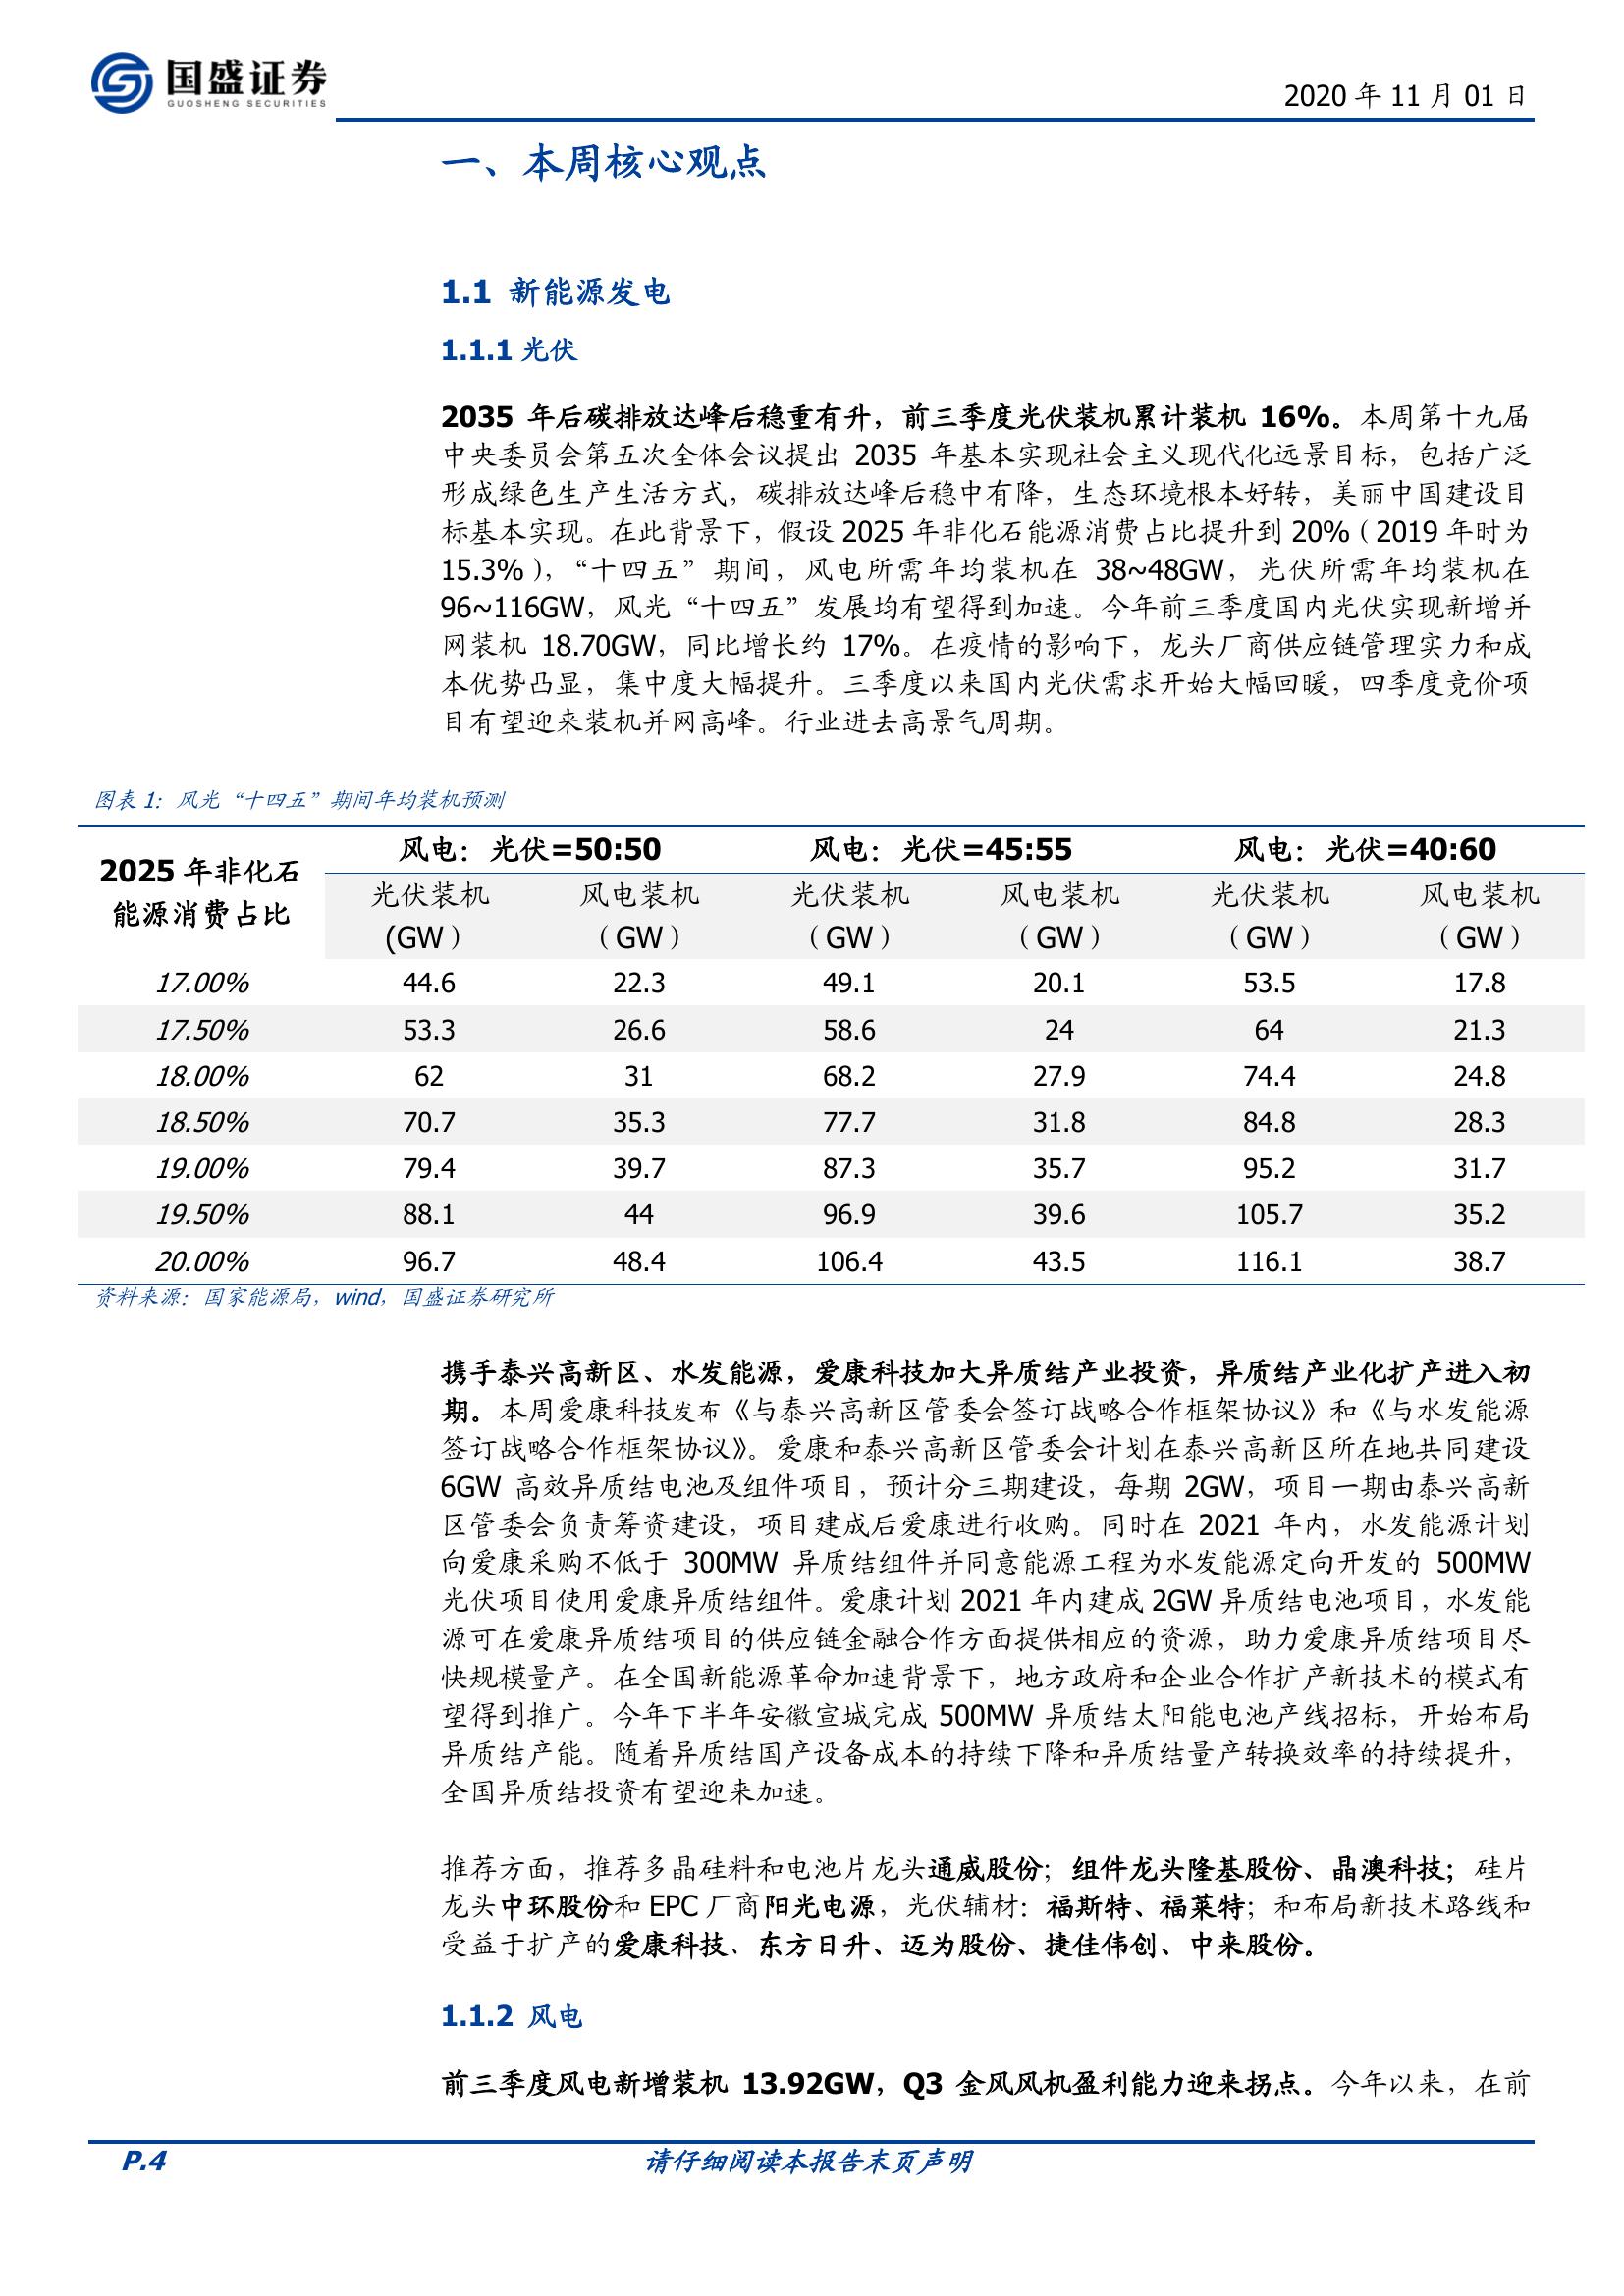 国盛证券
GUOSHENG SECURITIES
2020 年 11 月 01 日
一、本周核心观点
1.1 新能源发电
1.1.1 光伏
2035 年后碳排放达峰后稳重有升，前三季度光伏装机累计装机 16%。本周第十九届
中央委员会第五次全体会议提出 2035 年基本实现社会主义现代化远景目标，包括广泛
形成绿色生产生活方式，碳排放达峰后稳中有降，生态环境根本好转，美丽中国建设目
标基本实现。在此背景下，假设 2025 年非化石能源消费占比提升到 20%（2019 年时为
15.3%），“十四五”期间，风电所需年均装机在 38~48GW，光伏所需年均装机在
96~116GW，风光“十四五”发展均有望得到加速。今年前三季度国内光伏实现新增并
网装机 18.70GW，同比增长约 17%。在疫情的影响下，龙头厂商供应链管理实力和成
本优势凸显，集中度大幅提升。三季度以来国内光伏需求开始大幅回暖，四季度竞价项
目有望迎来装机并网高峰。行业进去高景气周期。
图表 1：风光“十四五”期间年均装机预测
2025 年非化石能源消费占比 风电：光伏=50:50 风电：光伏=45:55 风电：光伏=40:60
光伏装机(GW） 风电装机（GW） 光伏装机（GW） 风电装机（GW） 光伏装机（GW） 风电装机（GW）
17.00% 44.6 22.3 49.1 20.1 53.5 17.8
17.50% 53.3 26.6 58.6 24 64 21.3
18.00% 62 31 68.2 27.9 74.4 24.8
18.50% 70.7 35.3 77.7 31.8 84.8 28.3
19.00% 79.4 39.7 87.3 35.7 95.2 31.7
19.50% 88.1 44 96.9 39.6 105.7 35.2
20.00% 96.7 48.4 106.4 43.5 116.1 38.7
资料来源：国家能源局，wind，国盛证券研究所
携手泰兴高新区、水发能源，爱康科技加大异质结产业投资，异质结产业化扩产进入初
期。本周爱康科技发布《与泰兴高新区管委会签订战略合作框架协议》和《与水发能源
签订战略合作框架协议》。爱康和泰兴高新区管委会计划在泰兴高新区所在地共同建设
6GW 高效异质结电池及组件项目，预计分三期建设，每期 2GW，项目一期由泰兴高新
区管委会负责筹资建设，项目建成后爱康进行收购。同时在 2021 年内，水发能源计划
向爱康采购不低于 300MW 异质结组件并同意能源工程为水发能源定向开发的 500MW
光伏项目使用爱康异质结组件。爱康计划 2021 年内建成 2GW 异质结电池项目，水发能
源可在爱康异质结项目的供应链金融合作方面提供相应的资源，助力爱康异质结项目尽
快规模量产。在全国新能源革命加速背景下，地方政府和企业合作扩产新技术的模式有
望得到推广。今年下半年安徽宣城完成 500MW 异质结太阳能电池产线招标，开始布局
异质结产能。随着异质结国产设备成本的持续下降和异质结量产转换效率的持续提升，
全国异质结投资有望迎来加速。
推荐方面，推荐多晶硅料和电池片龙头通威股份；组件龙头隆基股份、晶澳科技；硅片
龙头中环股份和 EPC 厂商阳光电源，光伏辅材：福斯特、福莱特；和布局新技术路线和
受益于扩产的爱康科技、东方日升、迈为股份、捷佳伟创、中来股份。
1.1.2 风电
前三季度风电新增装机 13.92GW，Q3 金风风机盈利能力迎来拐点。今年以来，在前
P.4
请仔细阅读本报告末页声明